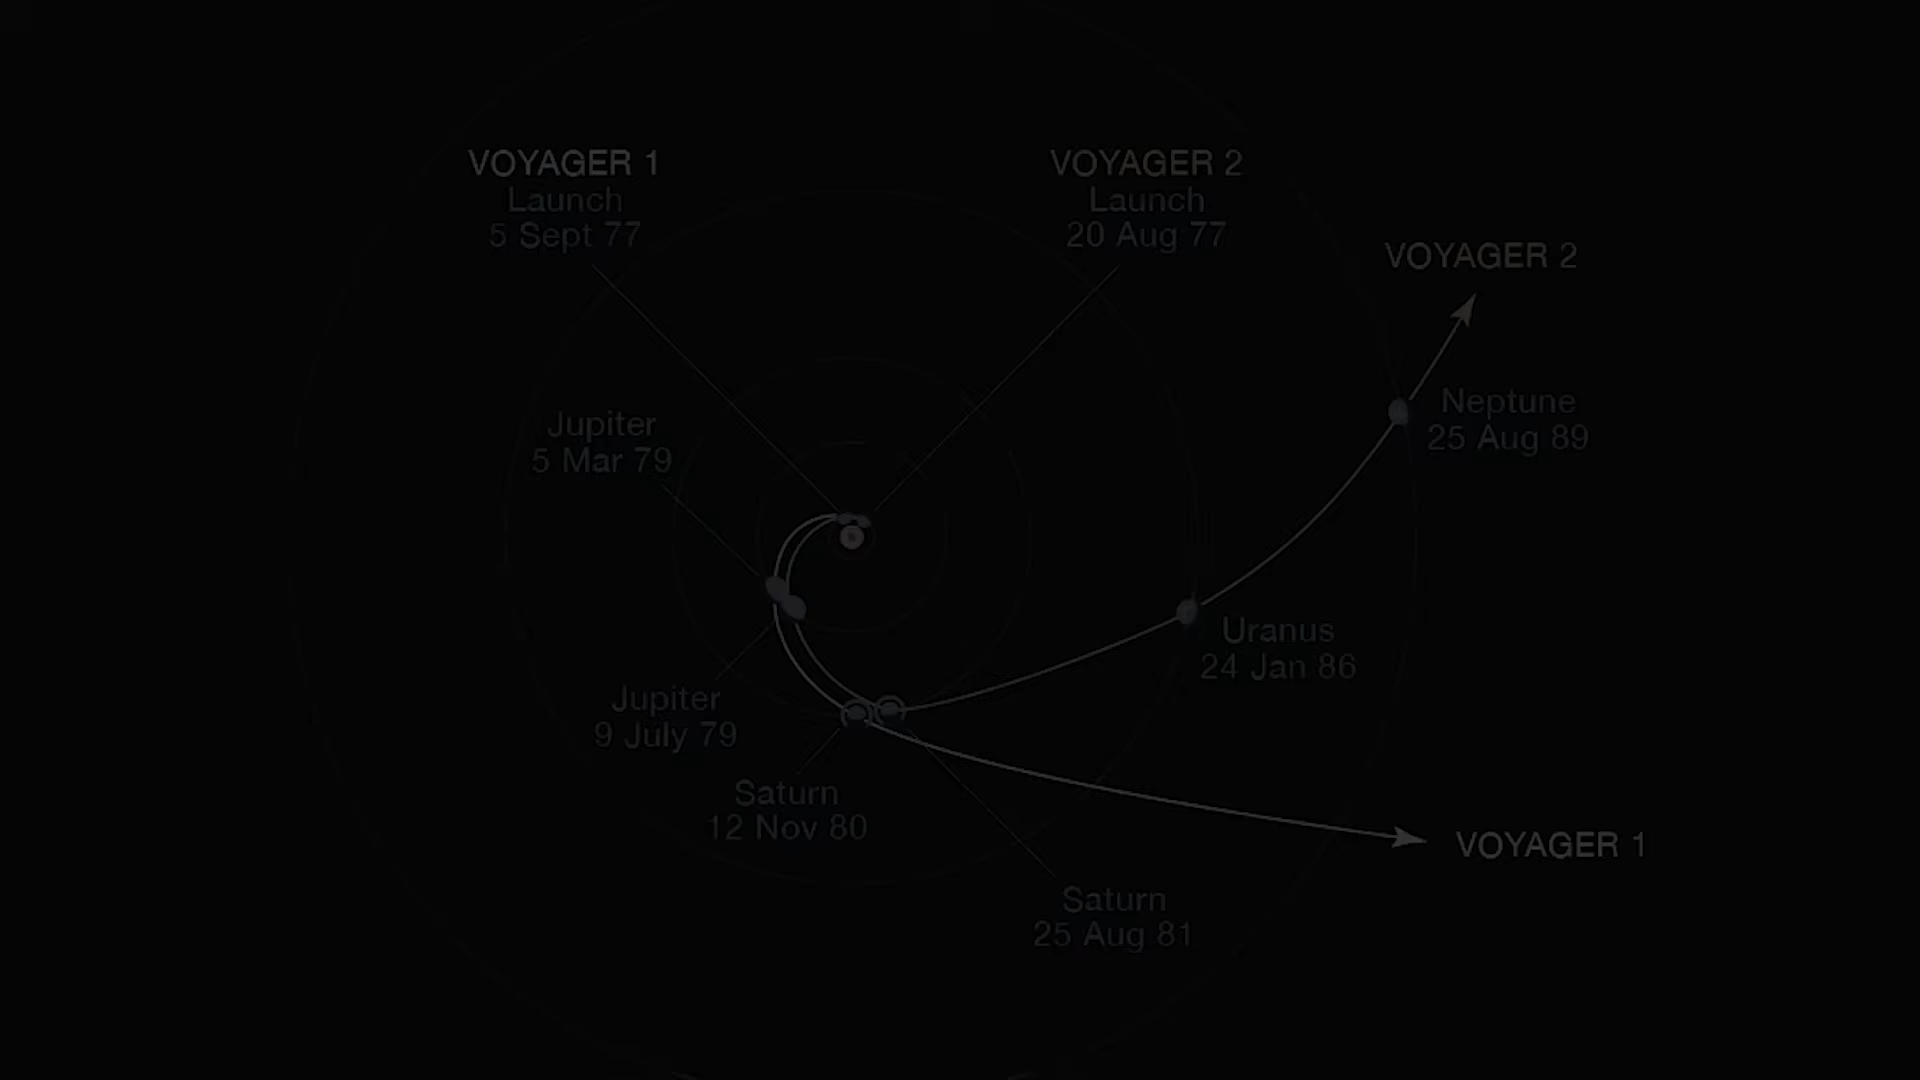 VOYAGER 1
Launch
5 Sept 77
VOYAGER 2
Launch
20 Aug 77
VOYAGER 2
Neptune
25 Aug 89
Jupiter
5 Mar 79
Uranus
24 Jan 86
Jupiter
9 July 79
Saturn
12 Nov 80
VOYAGER 1
Saturn
25 Aug 81